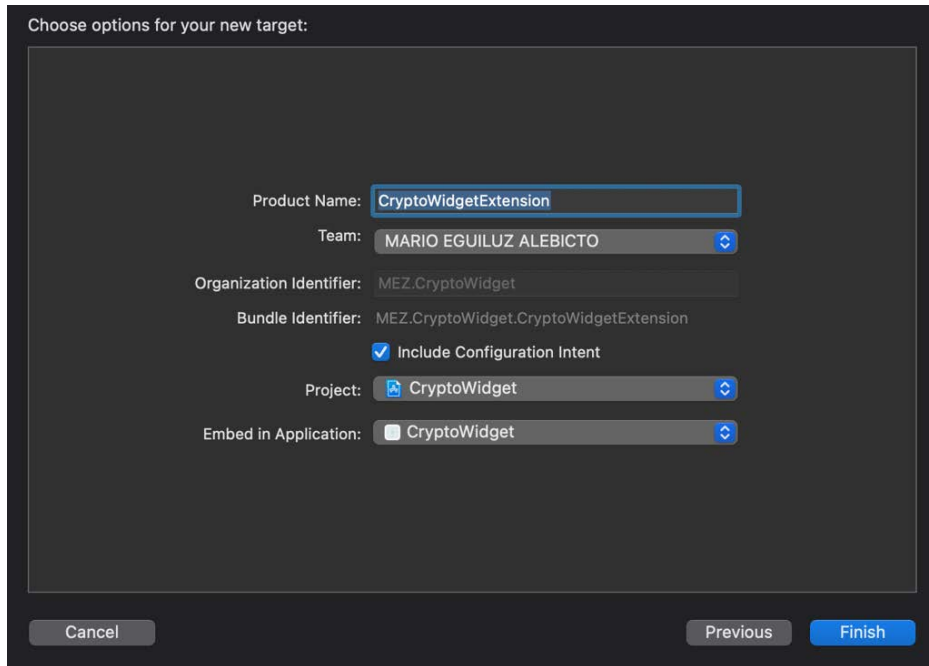 Choose options for your new target:
Product Name: CryptoWidgetExtension
Team: MARIO EGUILUZ ALEBICTO
Organization Identifier: MEZ.CryptoWidget
Bundle Identifier: MEZ.CryptoWidget.CryptoWidgetExtension
Include Configuration Intent
Project: CryptoWidget
Embed in Application: CryptoWidget
Cancel Previous Finish